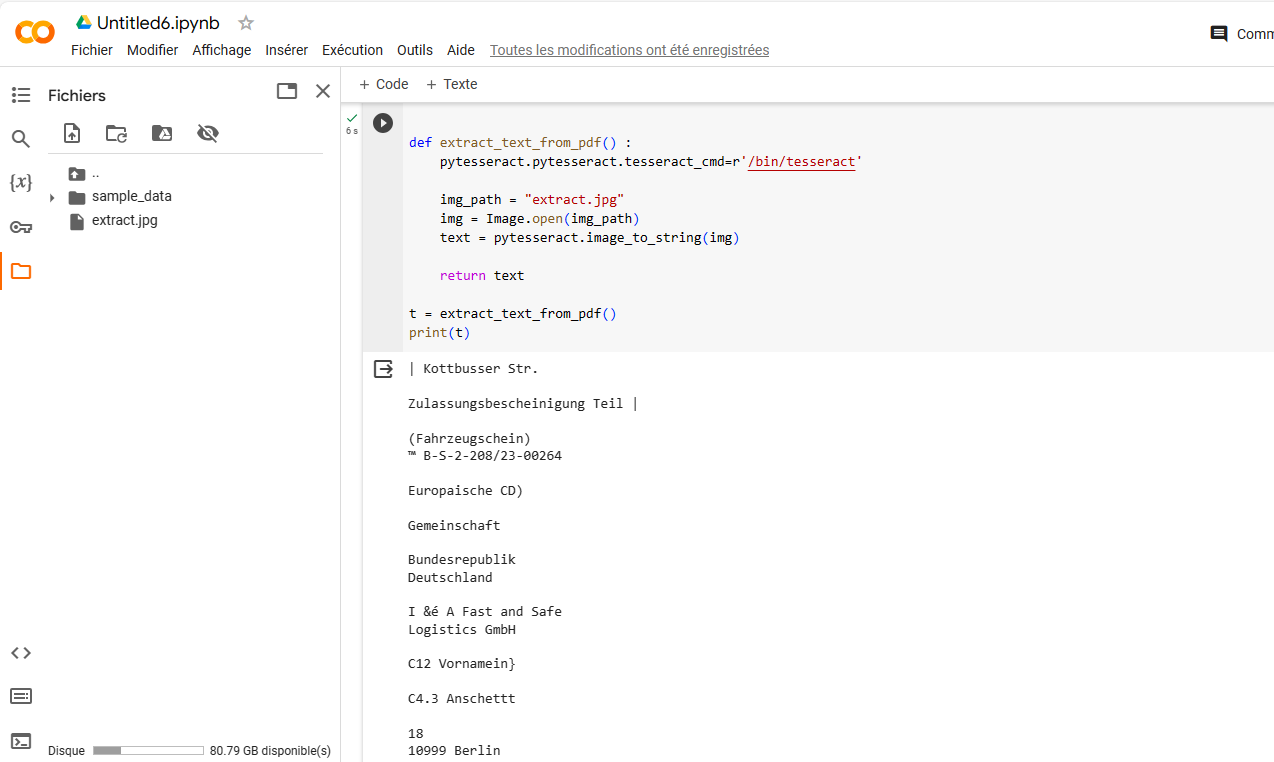 Untitled6.ipynb
Fichier Modifier Affichage Insérer Exécution Outils Aide Toutes les modifications ont été enregistrées
Comm
Fichiers
+ Code + Texte
..
sample_data
extract.jpg
{x}
6 s
def extract_text_from_pdf() :
    pytesseract.pytesseract.tesseract_cmd=r'/bin/tesseract'
    img_path = "extract.jpg"
    img = Image.open(img_path)
    text = pytesseract.image_to_string(img)
    return text
t = extract_text_from_pdf()
print(t)
| Kottbusser Str.
Zulassungsbescheinigung Teil |
(Fahrzeugschein)
™ B-S-2-208/23-00264
Europaische CD)
Gemeinschaft
Bundesrepublik
Deutschland
I &é A Fast and Safe
Logistics GmbH
C12 Vornamein}
C4.3 Anschettt
18
10999 Berlin
Disque 80.79 GB disponible(s)